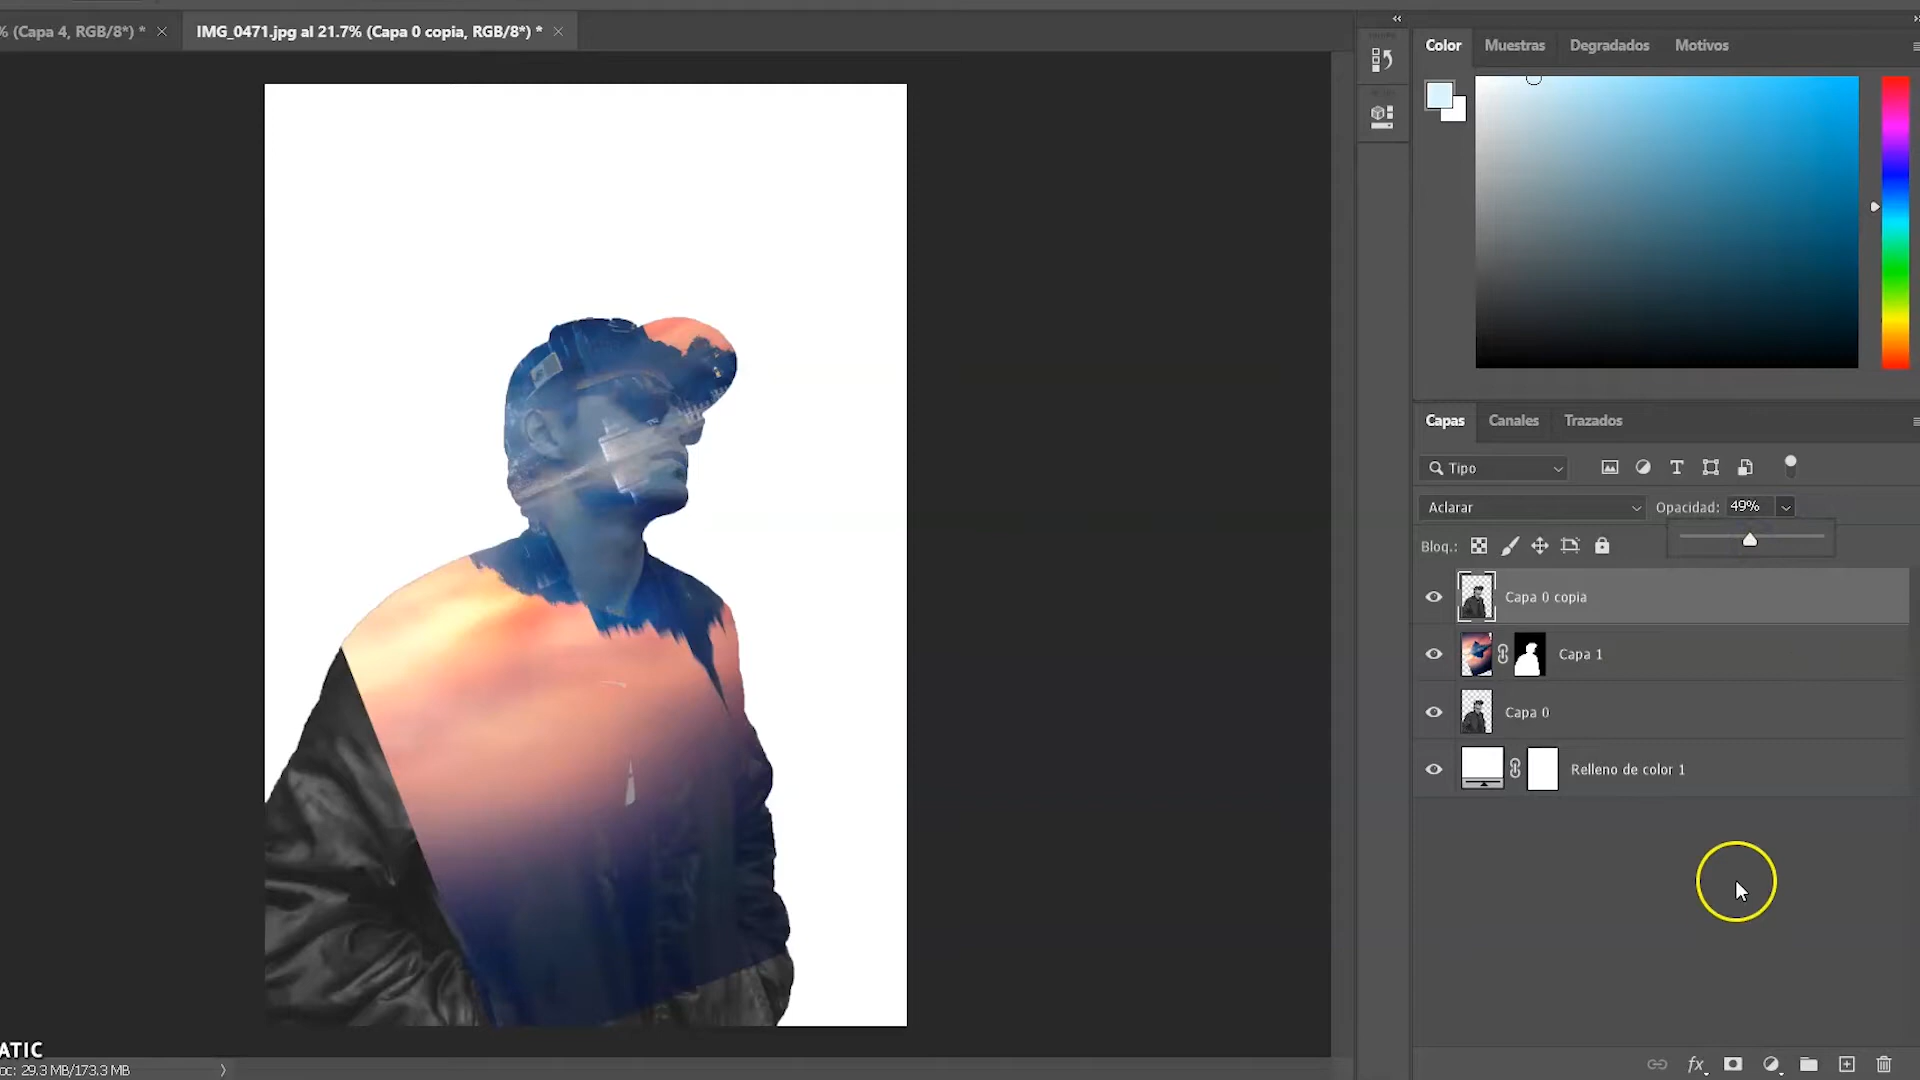 % (Capa 4, RGB/8*) *
IMG_0471.jpg al 21.7% (Capa 0 copia, RGB/8*) *
Color
Muestras
Degradados
Motivos
Capas
Canales
Trazados
Tipo
Aclarar
Opacidad: 49%
Bloq.:
Capa 0 copia
Capa 1
Capa 0
Relleno de color 1
fx
ATIC
oc: 29.3 MB/173.3 MB